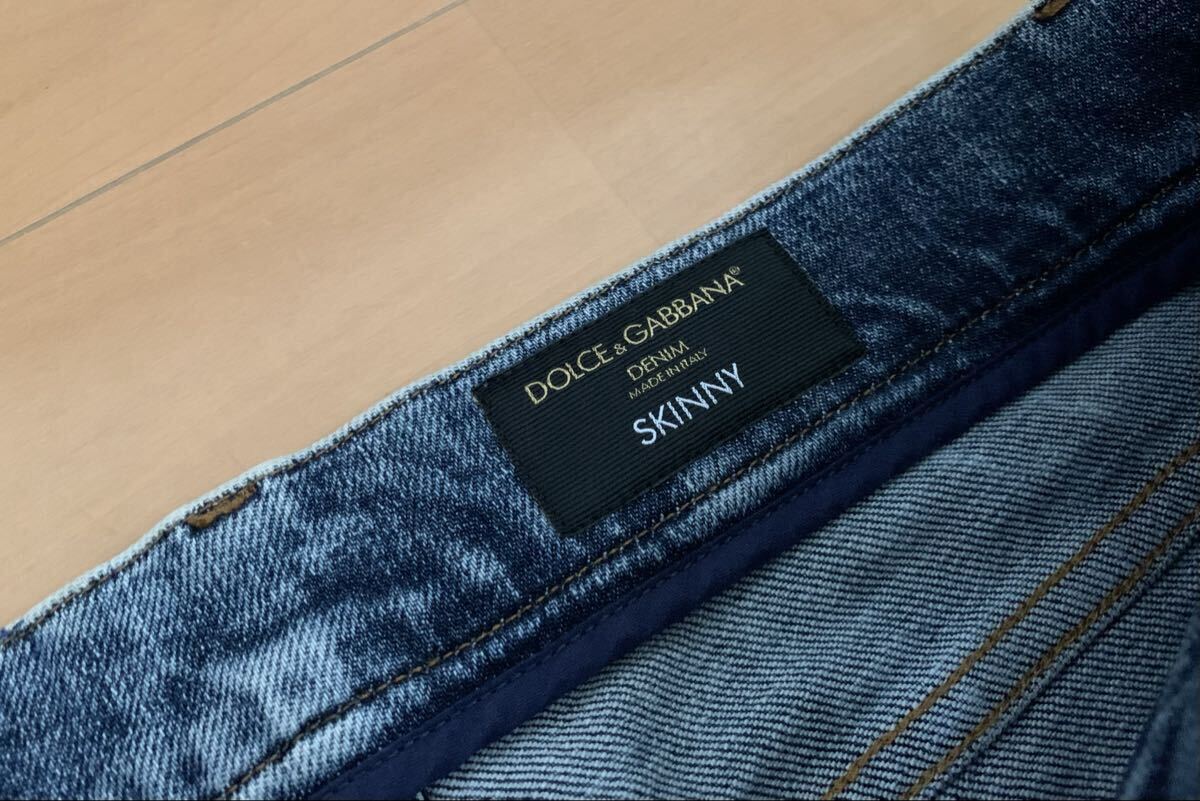 DOLCE & GABBANA®
DENIM
MADE IN ITALY
SKINNY